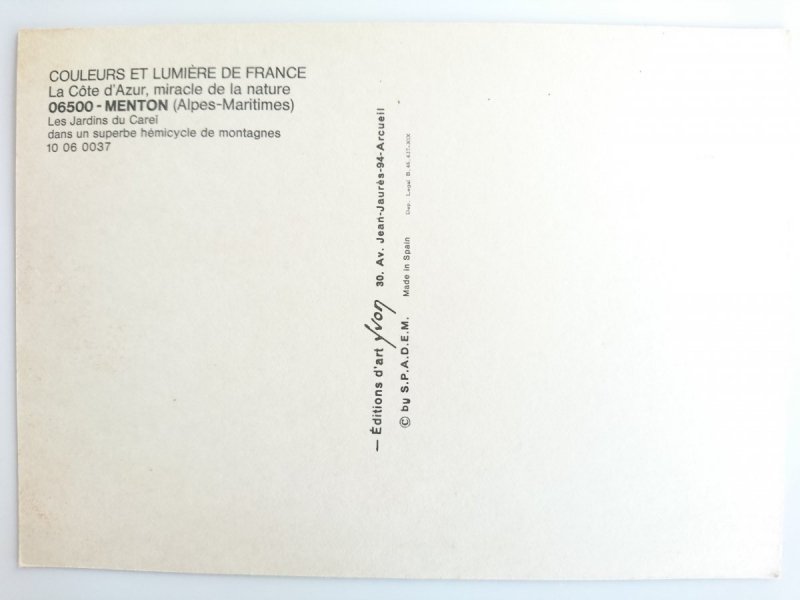 COULEURS ET LUMIÈRE DE FRANCE
La Côte d'Azur, miracle de la nature
06500 - MENTON (Alpes-Maritimes)
Les Jardins du Careï
dans un superbe hémicycle de montagnes
10 06 0037
— Éditions d'art yvon 30. Av. Jean-Jaurès-94-Arcueil
© by S.P.A.D.E.M. Made in Spain Dep. Legal B.